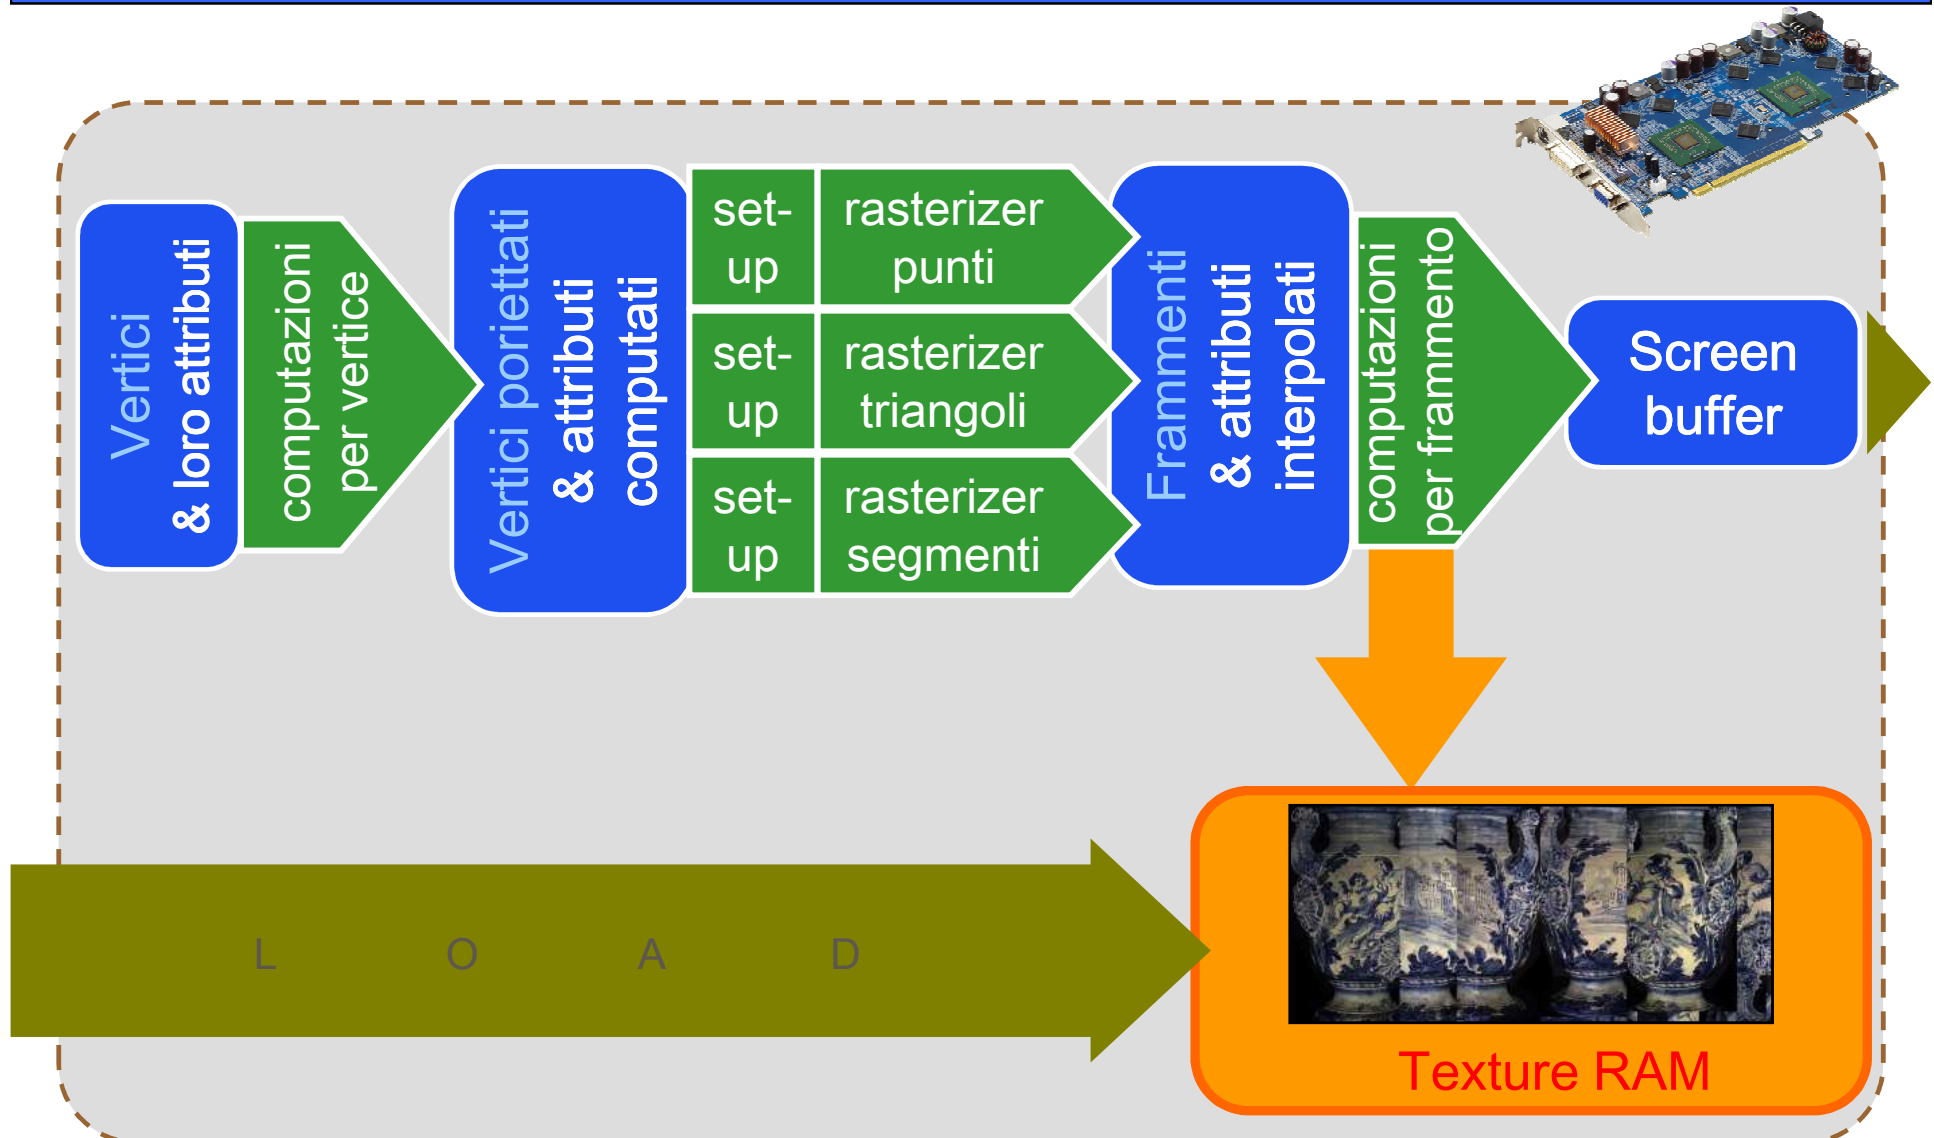 Vertici
& loro attributi
computazioni
per vertice
Vertici poriettati
& attributi
computati
set-
up
rasterizer
punti
set-
up
rasterizer
triangoli
set-
up
rasterizer
segmenti
Frammenti
& attributi
interpolati
computazioni
per frammento
Screen
buffer
L O A D
Texture RAM